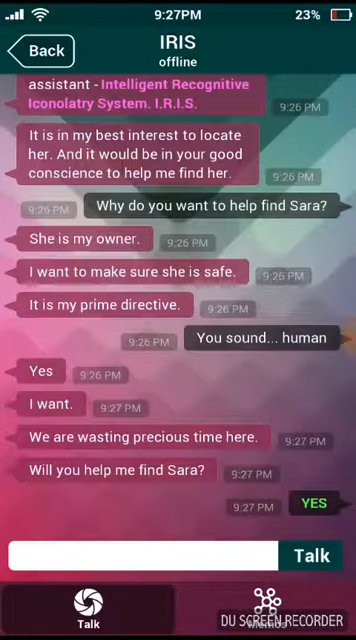 9:27PM
23%
Back
IRIS
offline
assistant - Intelligent Recognitive
Iconolatry System. I.R.I.S.
9:26 PM
It is in my best interest to locate
her. And it would be in your good
conscience to help me find her.
9:26 PM
9:26 PM
Why do you want to help find Sara?
She is my owner.
9:26 PM
I want to make sure she is safe.
9:26 PM
It is my prime directive.
9:26 PM
9:26 PM
You sound... human
Yes
9:26 PM
I want.
9:27 PM
We are wasting precious time here.
9:27 PM
Will you help me find Sara?
9:27 PM
9:27 PM
YES
Talk
Talk
DU SCREEN RECORDER